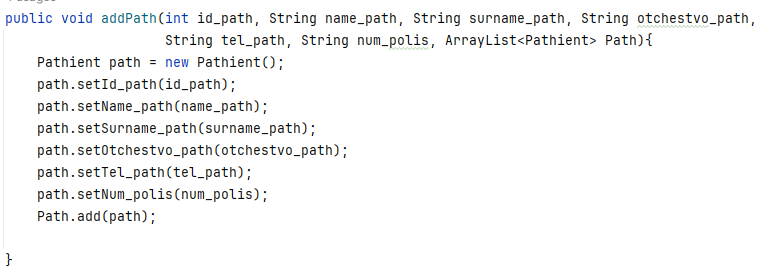 public void addPath(int id_path, String name_path, String surname_path, String otchestvo_path,
String tel_path, String num_polis, ArrayList<Pathient> Path){
Pathient path = new Pathient();
path.setId_path(id_path);
path.setName_path(name_path);
path.setSurname_path(surname_path);
path.setOtchestvo_path(otchestvo_path);
path.setTel_path(tel_path);
path.setNum_polis(num_polis);
Path.add(path);
}